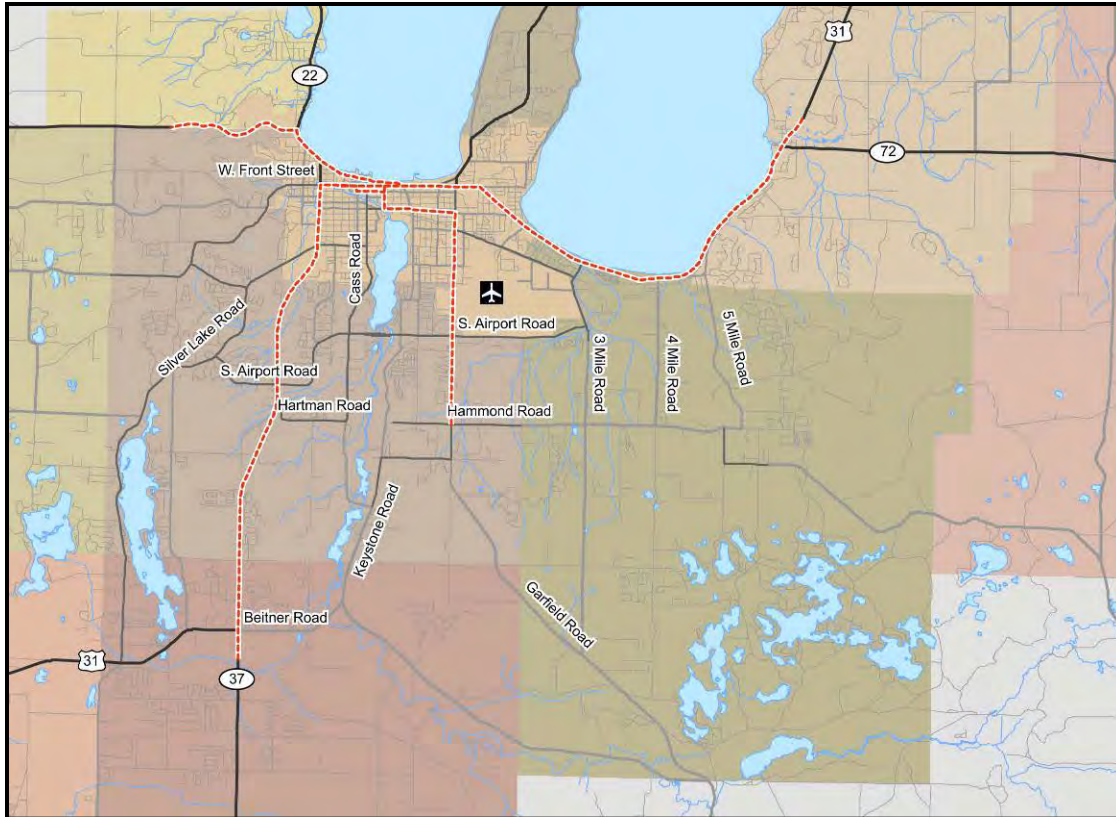 31
22
72
W. Front Street
Cass Road
S. Airport Road
Silver Lake Road
5 Mile Road
3 Mile Road
4 Mile Road
S. Airport Road
Hartman Road
Hammond Road
Keystone Road
Garfield Road
Beitner Road
31
37